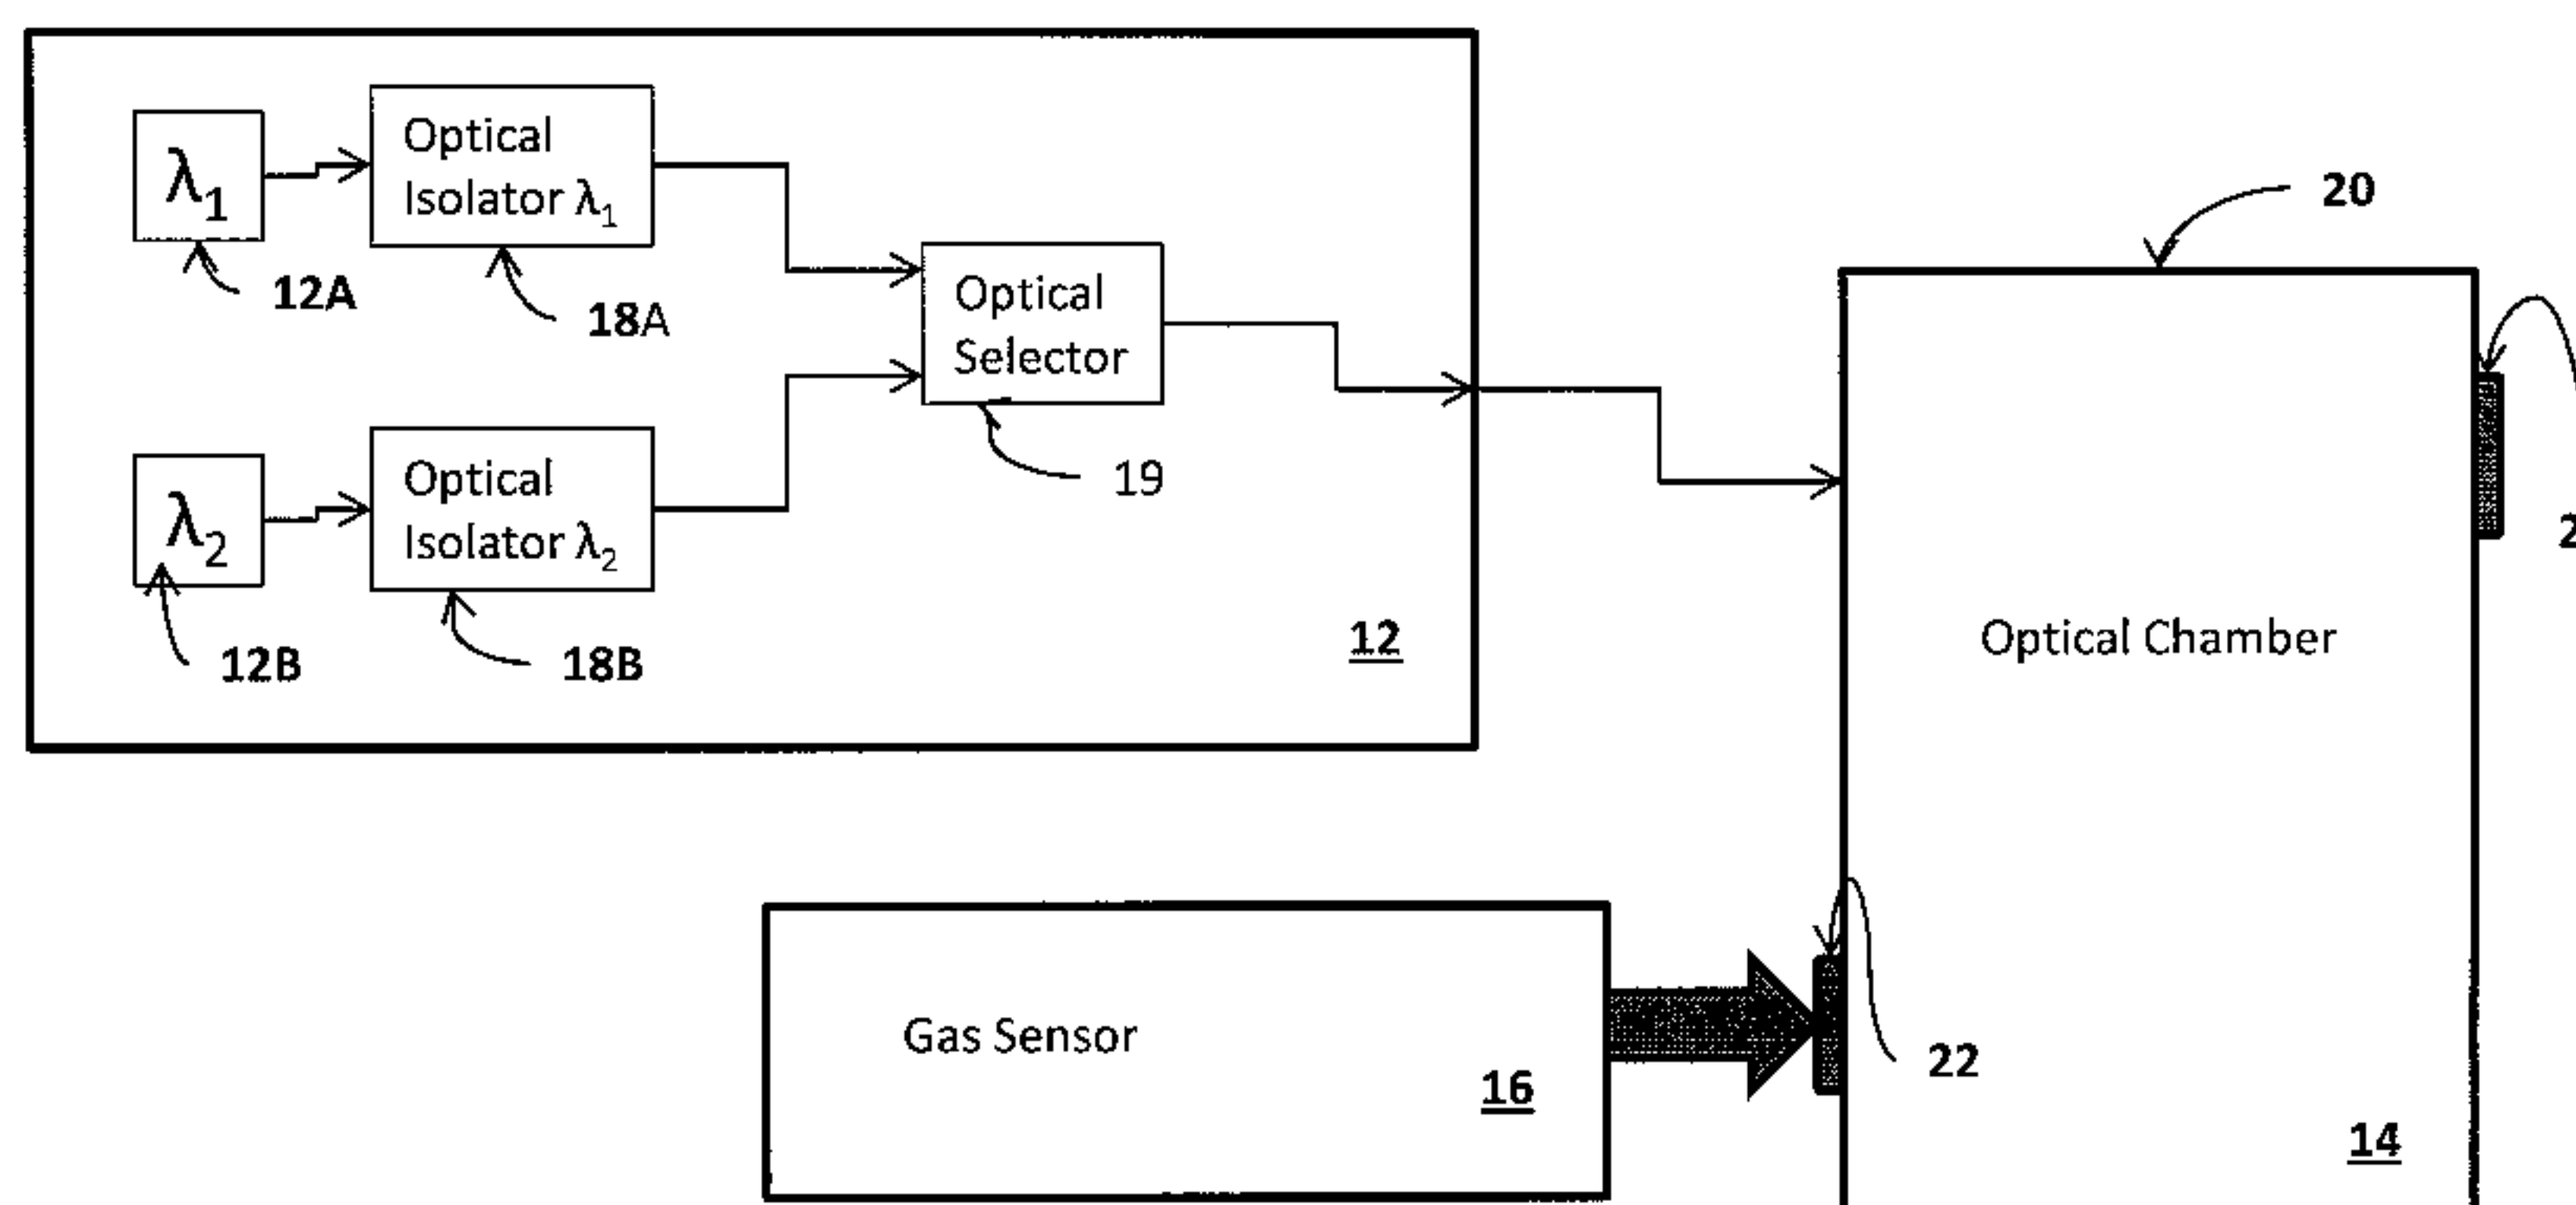 λ1
Optical
Isolator λ1
12A
18A
Optical
Selector
19
λ2
Optical
Isolator λ2
12B
18B
12
20
Optical Chamber
14
Gas Sensor
16
22